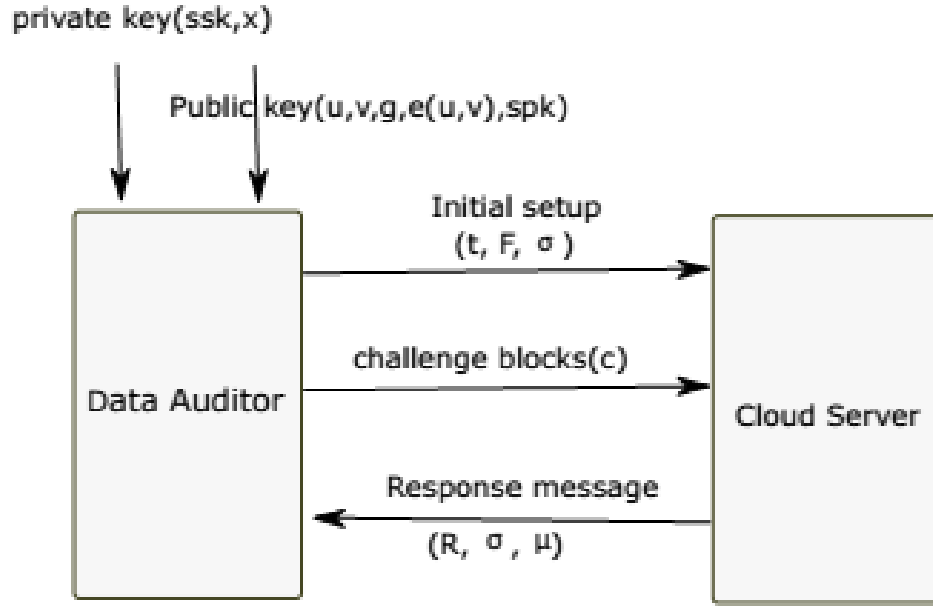 private key(ssk,x)
Public key(u,v,g,e(u,v),spk)
Initial setup
(t, F, σ)
challenge blocks(c)
Data Auditor
Cloud Server
Response message
(R, σ, μ)